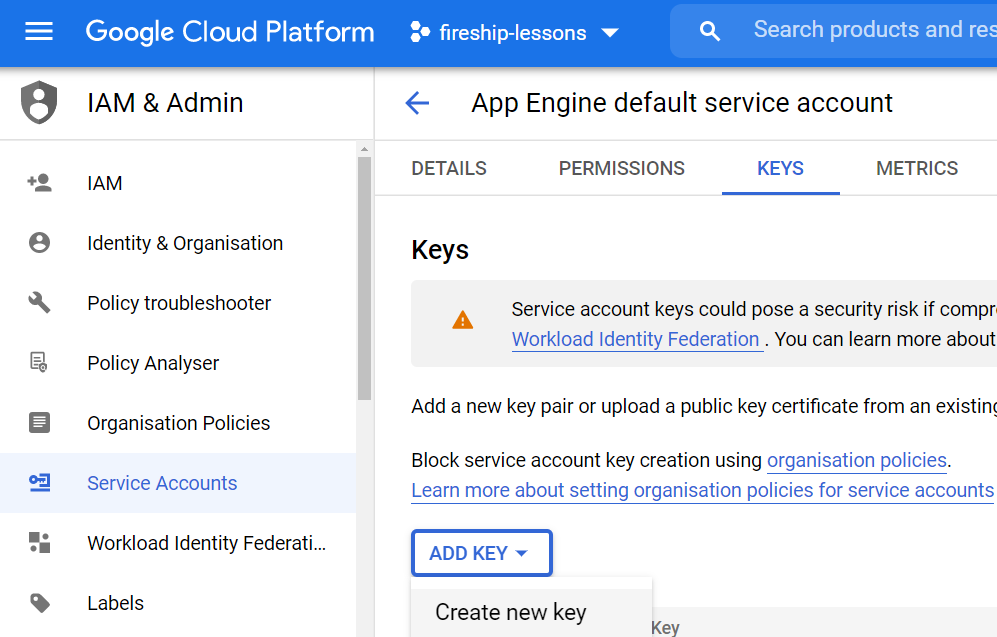 Google Cloud Platform
fireship-lessons
Search products and res
IAM & Admin
App Engine default service account
DETAILS
PERMISSIONS
KEYS
METRICS
IAM
Identity & Organisation
Policy troubleshooter
Policy Analyser
Organisation Policies
Service Accounts
Workload Identity Federati...
Labels
Keys
Service account keys could pose a security risk if compr
Workload Identity Federation . You can learn more about
Add a new key pair or upload a public key certificate from an existing
Block service account key creation using organisation policies.
Learn more about setting organisation policies for service accounts
ADD KEY
Create new key
Key